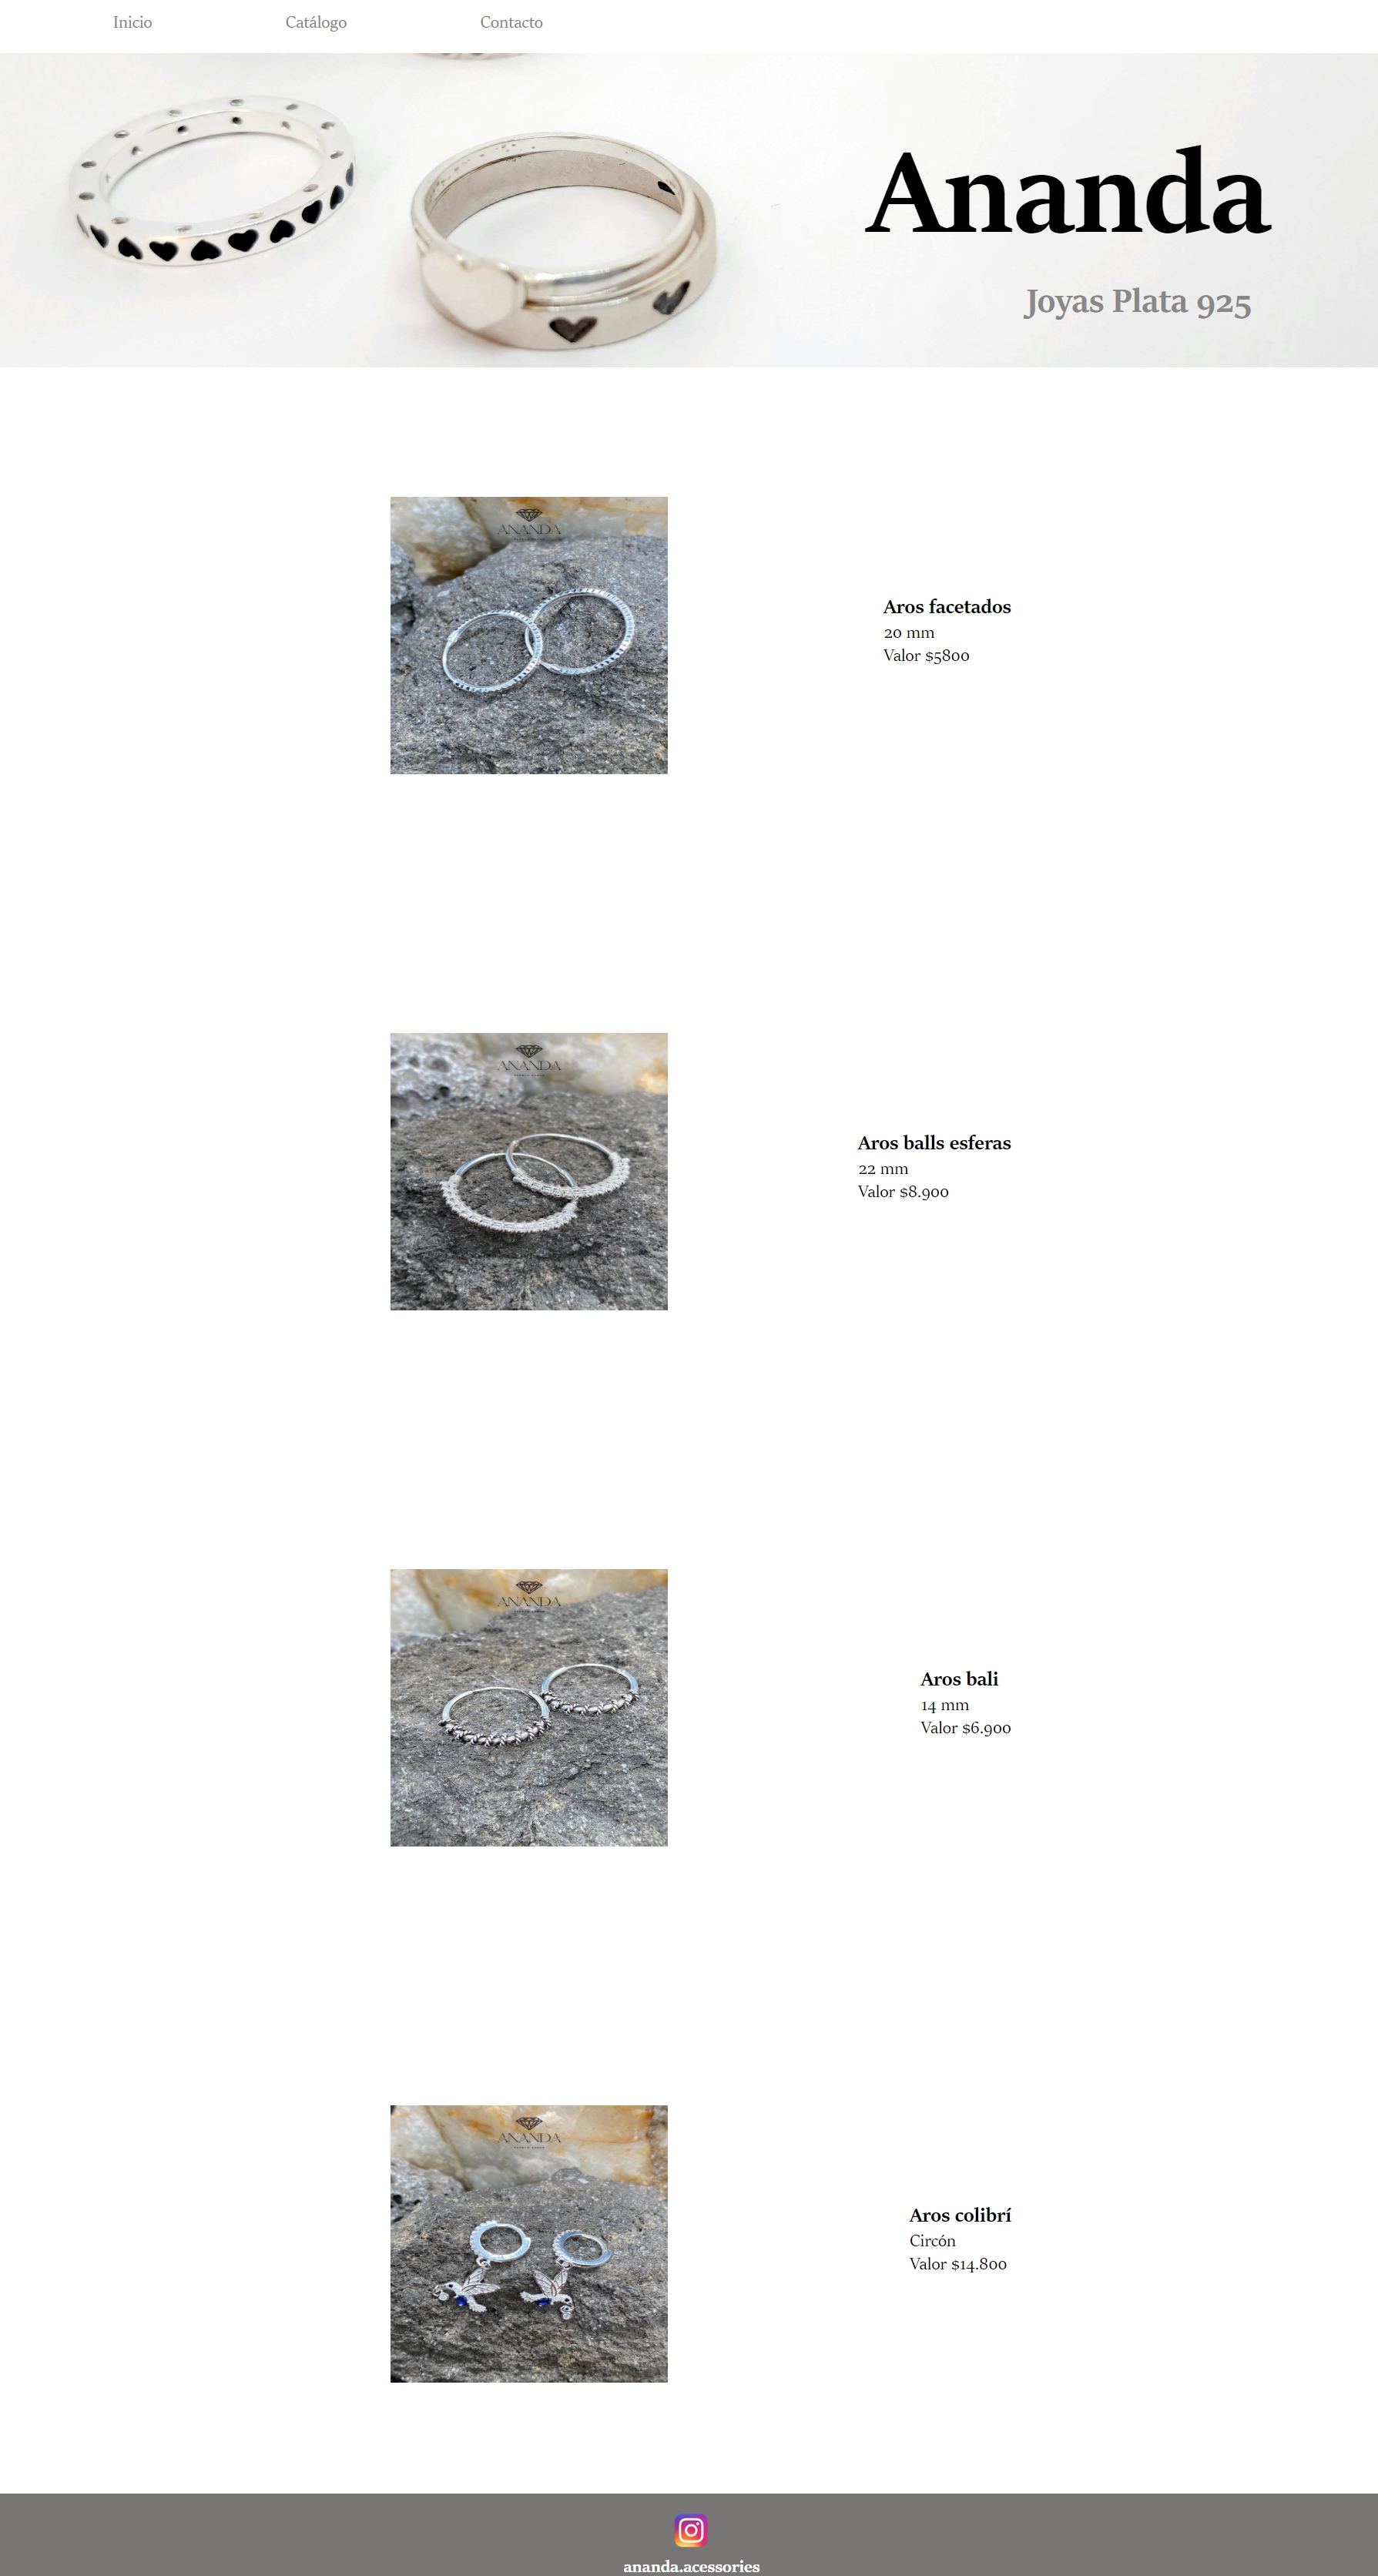 Inicio Catálogo Contacto
Ananda
Joyas Plata 925
ANANDA
Aros facetados
20 mm
Valor $5800
ANANDA
Aros balls esferas
22 mm
Valor $8.900
ANANDA
Aros bali
14 mm
Valor $6.900
ANANDA
Aros colibrí
Circón
Valor $14.800
ananda.acessories